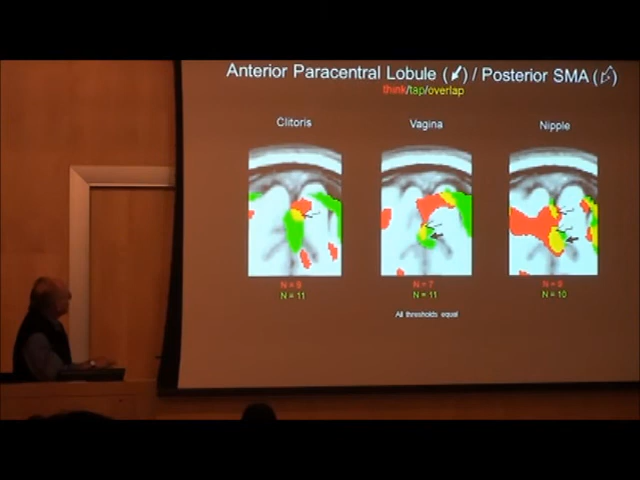 Anterior Paracentral Lobule ( ) / Posterior SMA ( )
think/tap/overlap
Clitoris Vagina Nipple
N = 9 N = 7 N = 8
N = 11 N = 11 N = 10
All thresholds equal